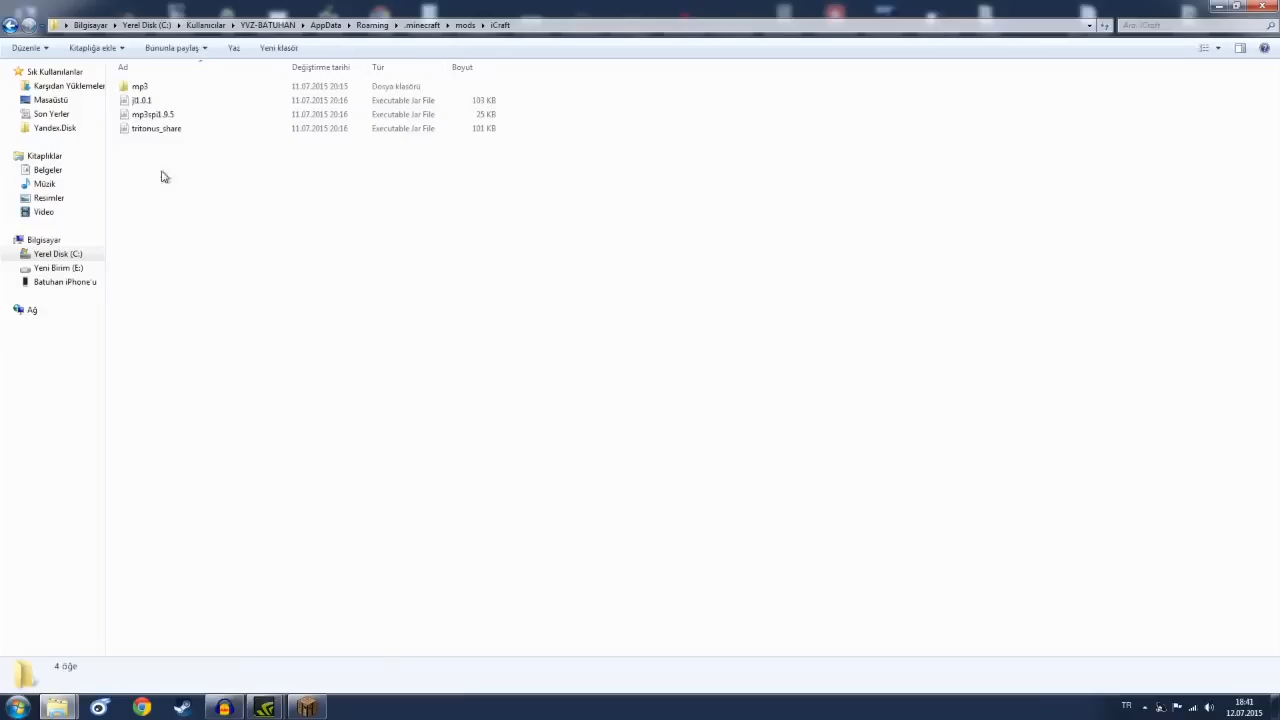 Bilgisayar Yerel Disk (C:) Kullanıcılar YVZ-BATUHAN AppData Roaming .minecraft mods iCraft
Ara: iCraft
Düzenle Kitaplığa ekle Bununla paylaş Yaz Yeni klasör
Ad Değiştirme tarihi Tür Boyut
mp3 11.07.2015 20:15 Dosya klasörü
jl1.0.1 11.07.2015 20:16 Executable Jar File 103 KB
mp3spi1.9.5 11.07.2015 20:16 Executable Jar File 25 KB
tritonus_share 11.07.2015 20:16 Executable Jar File 101 KB
Sık Kullanılanlar
Karşıdan Yüklemeler
Masaüstü
Son Yerler
Yandex.Disk
Kitaplıklar
Belgeler
Müzik
Resimler
Video
Bilgisayar
Yerel Disk (C:)
Yeni Birim (E:)
Batuhan iPhone'u
Ağ
4 öğe
TR
18:41
12.07.2015